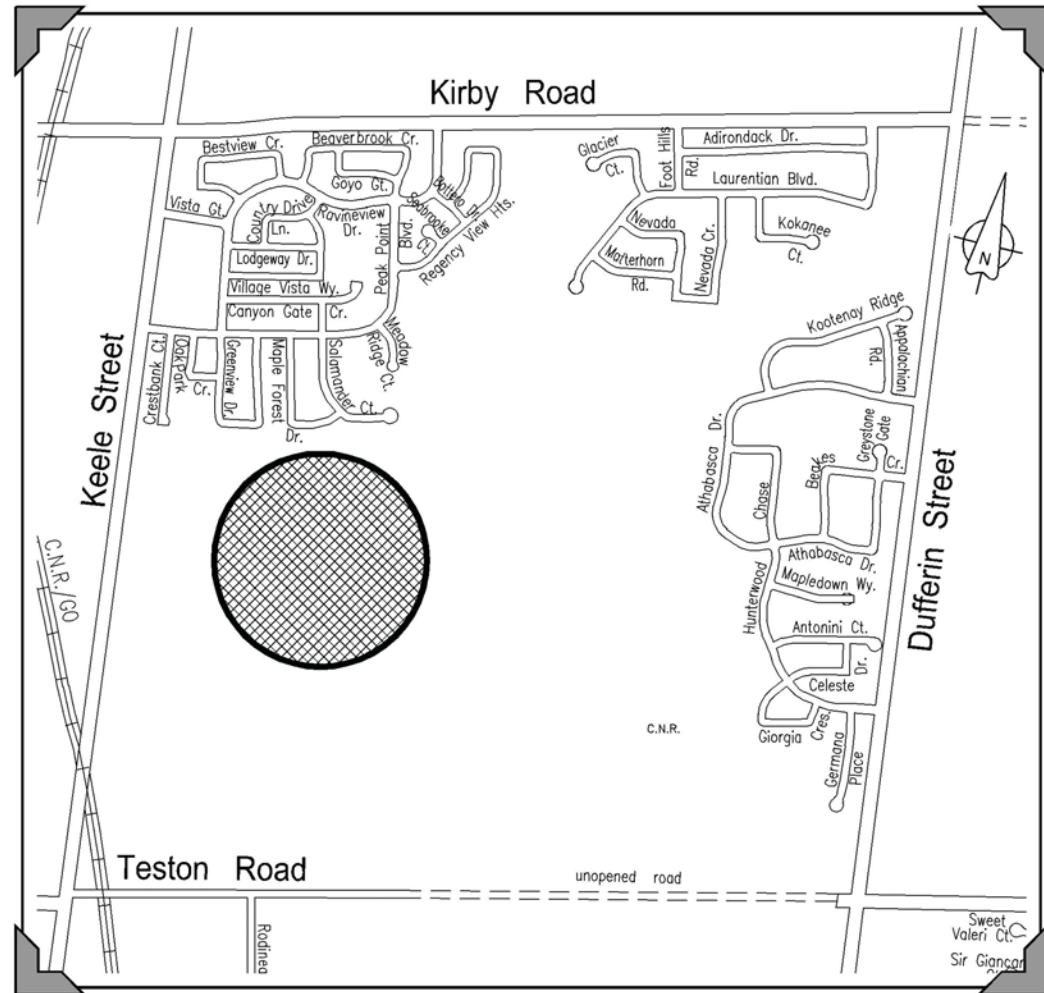 Kirby Road
Bestview Cr.
Beaverbrook Cr.
Goyo Gt.
Vista Gt.
Country Drive
Ln.
Ravineview
Dr.
Lodgeway Dr.
Village Vista Wy.
Canyon Gate Cr.
Peak Point
Blvd.
Seabrooke
Ct.
Bottero Dr.
Regency View Hts.
Meadow
Ridge Ct.
Crestbank Ct.
OakPark
Cr.
Greenview Dr.
Maple Forest
Dr.
Salamander Ct.
Glacier
Ct.
Foot Hills
Rd.
Adirondack Dr.
Laurentian Blvd.
Nevada
Nevada Cr.
Matterhorn
Rd.
Kokanee
Ct.
N
Kootenay Ridge
Appalachian
Rd.
Athabasca Dr.
Chase
Greystone
Gate
Beakes
Cr.
Athabasca Dr.
Mapledown Wy.
Hunterwood
Antonini Ct.
Dr.
Celeste
Giorgia
Cres.
Germana
Place
Keele Street
Dufferin Street
C.N.R./GO
C.N.R.
Teston Road
unopened road
Rodinea
Sweet
Valeri Ct.
Sir Giancar